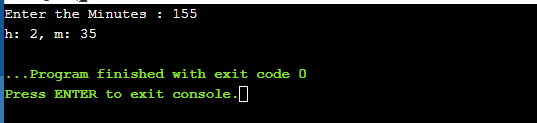 Enter the Minutes : 155
h: 2, m: 35
...Program finished with exit code 0
Press ENTER to exit console.